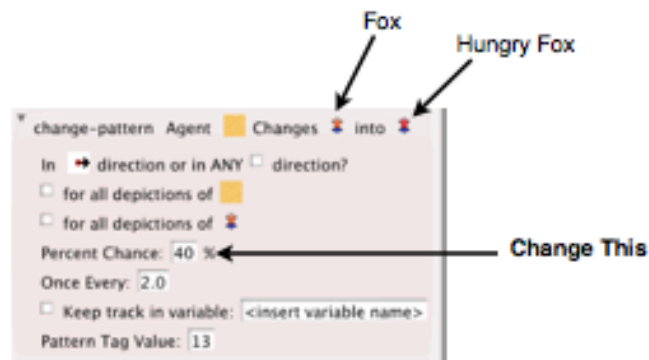 Fox
Hungry Fox
change-pattern Agent Changes into
In direction or in ANY direction?
for all depictions of
for all depictions of
Percent Chance: 40 %
Change This
Once Every: 2.0
Keep track in variable: <insert variable name>
Pattern Tag Value: 13